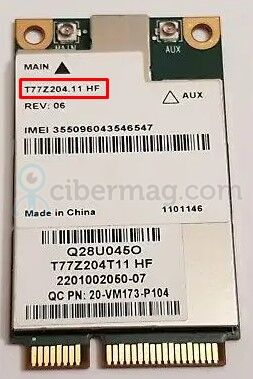 MAIN
AUX
MAIN
T77Z204.11 HF
AUX
REV: 06
IMEI 355096043546547
cibermag.com
Made in China
1101146
Q28U045O
T77Z204T11 HF
2201002050-07
QC PN: 20-VM173-P104